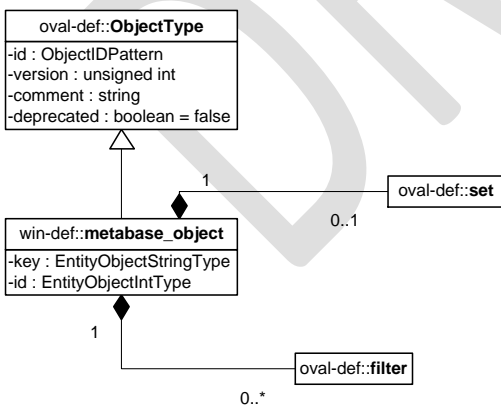 oval-def::ObjectType
-id : ObjectIDPattern
-version : unsigned int
-comment : string
-deprecated : boolean = false
1
oval-def::set
0..1
win-def::metabase_object
-key : EntityObjectStringType
-id : EntityObjectIntType
1
oval-def::filter
0..*